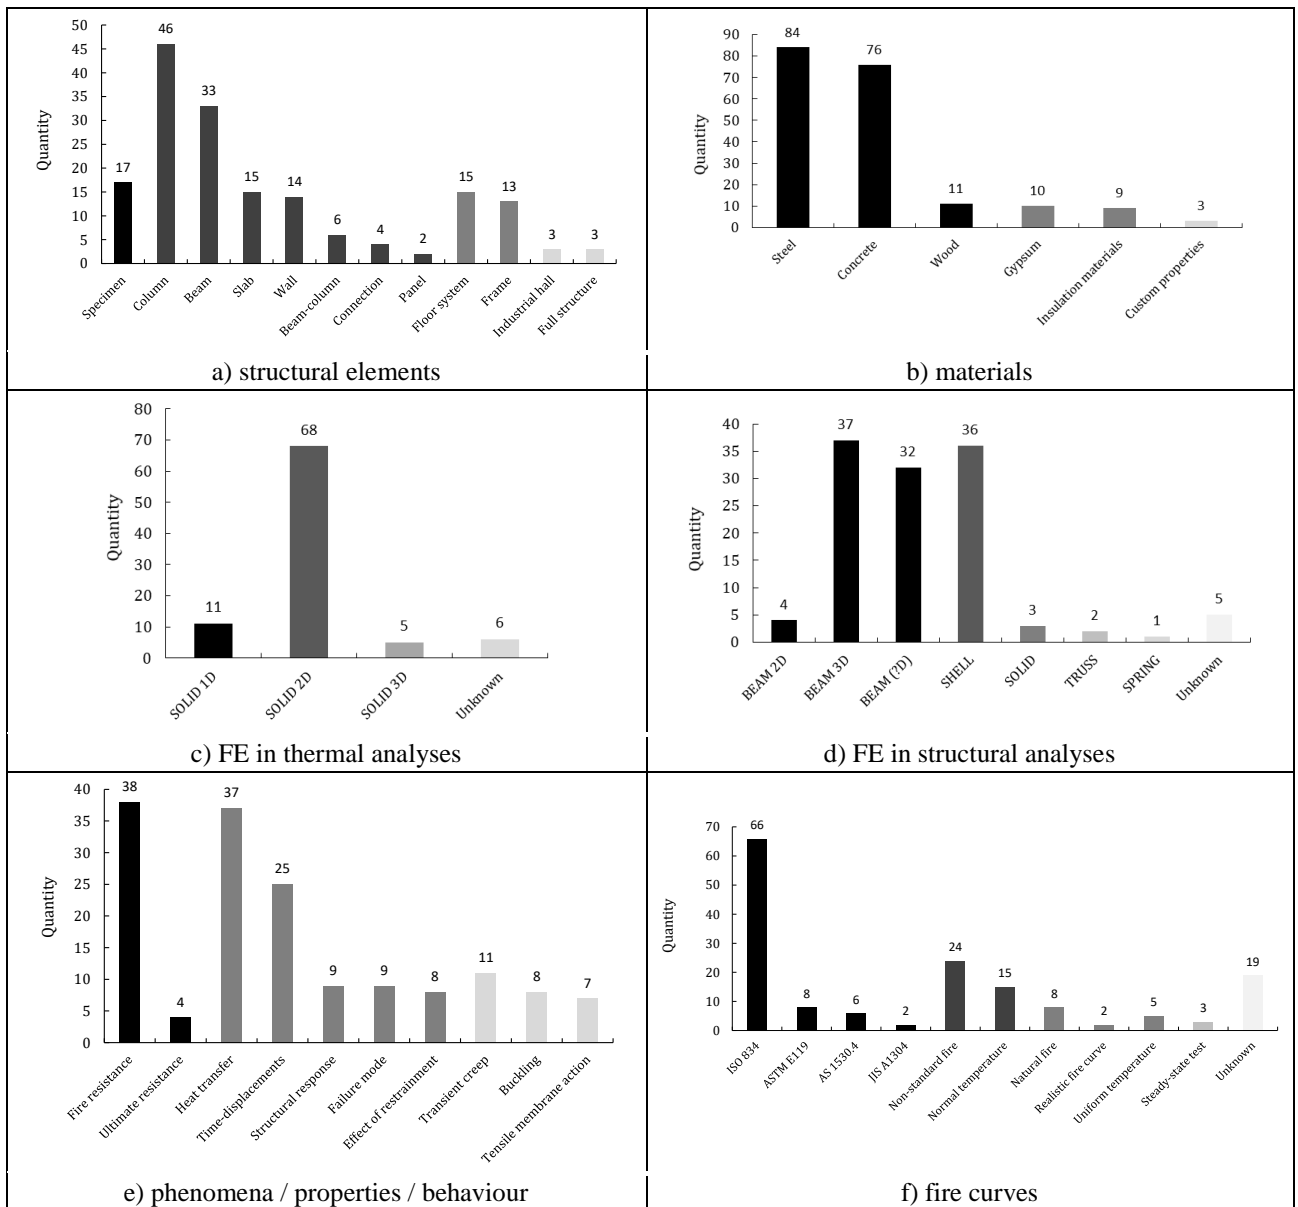 50
45
40
35
30
25
20
15
10
5
0
Quantity
17
46
33
15
14
6
4
2
15
13
3
3
Specimen
Column
Beam
Slab
Wall
Beam-column
Connection
Panel
Floor system
Frame
Industrial hall
Full structure
a) structural elements
90
80
70
60
50
40
30
20
10
0
Quantity
84
76
11
10
9
3
Steel
Concrete
Wood
Gypsum
Insulation materials
Custom properties
b) materials
80
70
60
50
40
30
20
10
0
Quantity
11
68
5
6
SOLID 1D
SOLID 2D
SOLID 3D
Unknown
c) FE in thermal analyses
40
35
30
25
20
15
10
5
0
Quantity
4
37
32
36
3
2
1
5
BEAM 2D
BEAM 3D
BEAM (?D)
SHELL
SOLID
TRUSS
SPRING
Unknown
d) FE in structural analyses
40
35
30
25
20
15
10
5
0
Quantity
38
4
37
25
9
9
8
11
8
7
Fire resistance
Ultimate resistance
Heat transfer
Time-displacements
Structural response
Failure mode
Effect of restrainment
Transient creep
Buckling
Tensile membrane action
e) phenomena / properties / behaviour
70
60
50
40
30
20
10
0
Quantity
66
8
6
2
24
15
8
2
5
3
19
ISO 834
ASTM E119
AS 1530.4
JIS A1304
Non-standard fire
Normal temperature
Natural fire
Realistic fire curve
Uniform temperature
Steady-state test
Unknown
f) fire curves